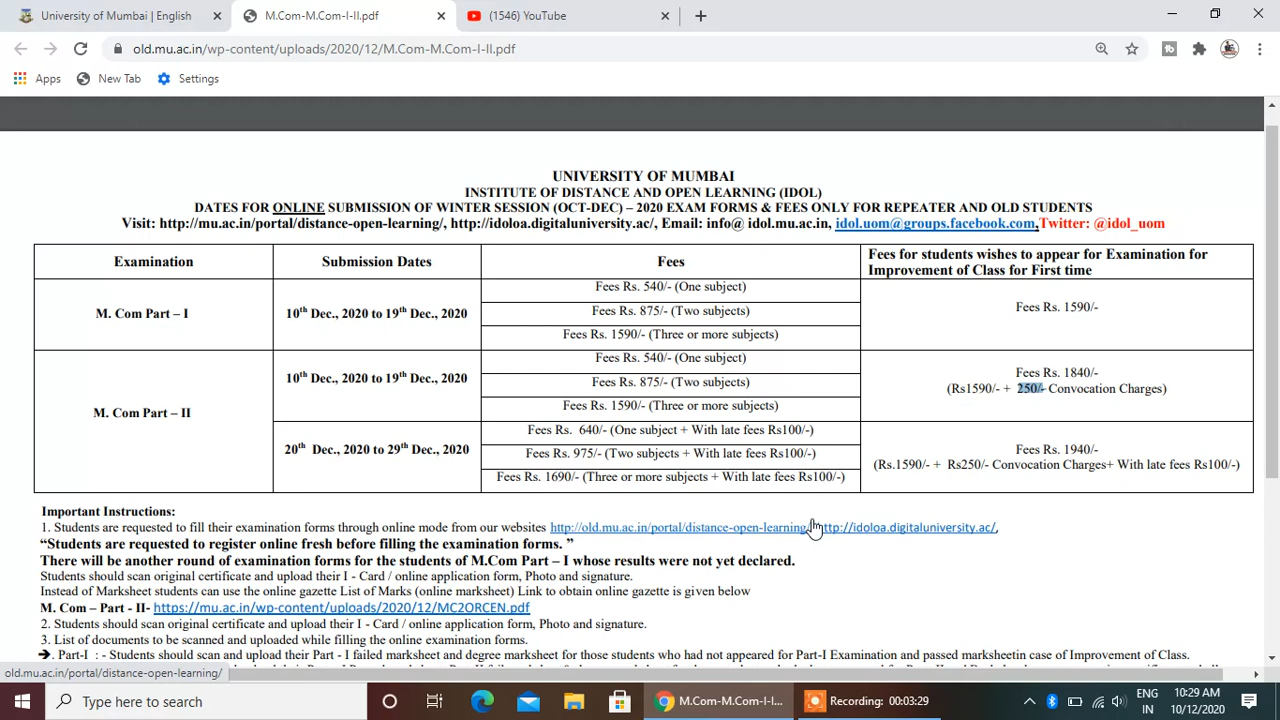 University of Mumbai | English
M.Com-M.Com-I-II.pdf
(1546) YouTube
old.mu.ac.in/wp-content/uploads/2020/12/M.Com-M.Com-I-II.pdf
Apps
New Tab
Settings
UNIVERSITY OF MUMBAI
INSTITUTE OF DISTANCE AND OPEN LEARNING (IDOL)
DATES FOR ONLINE SUBMISSION OF WINTER SESSION (OCT-DEC) – 2020 EXAM FORMS & FEES ONLY FOR REPEATER AND OLD STUDENTS
Visit: http://mu.ac.in/portal/distance-open-learning/, http://idoloa.digitaluniversity.ac/, Email: info@ idol.mu.ac.in, idol.uom@groups.facebook.com,Twitter: @idol_uom
Examination
Submission Dates
Fees
Fees for students wishes to appear for Examination for
Improvement of Class for First time
M. Com Part – I
10th Dec., 2020 to 19th Dec., 2020
Fees Rs. 540/- (One subject)
Fees Rs. 875/- (Two subjects)
Fees Rs. 1590/- (Three or more subjects)
Fees Rs. 1590/-
M. Com Part – II
10th Dec., 2020 to 19th Dec., 2020
Fees Rs. 540/- (One subject)
Fees Rs. 875/- (Two subjects)
Fees Rs. 1590/- (Three or more subjects)
Fees Rs. 1840/-
(Rs1590/- + 250/- Convocation Charges)
20th Dec., 2020 to 29th Dec., 2020
Fees Rs. 640/- (One subject + With late fees Rs100/-)
Fees Rs. 975/- (Two subjects + With late fees Rs100/-)
Fees Rs. 1690/- (Three or more subjects + With late fees Rs100/-)
Fees Rs. 1940/-
(Rs.1590/- + Rs250/- Convocation Charges+ With late fees Rs100/-)
Important Instructions:
1. Students are requested to fill their examination forms through online mode from our websites http://old.mu.ac.in/portal/distance-open-learning http://idoloa.digitaluniversity.ac/,
“Students are requested to register online fresh before filling the examination forms. ”
There will be another round of examination forms for the students of M.Com Part – I whose results were not yet declared.
Students should scan original certificate and upload their I - Card / online application form, Photo and signature.
Instead of Marksheet students can use the online gazette List of Marks (online marksheet) Link to obtain online gazette is given below
M. Com – Part - II- https://mu.ac.in/wp-content/uploads/2020/12/MC2ORCEN.pdf
2. Students should scan original certificate and upload their I - Card / online application form, Photo and signature.
3. List of documents to be scanned and uploaded while filling the online examination forms.
➔. Part-I : - Students should scan and upload their Part - I failed marksheet and degree marksheet for those students who had not appeared for Part-I Examination and passed marksheetin case of Improvement of Class.
old.mu.ac.in/portal/distance-open-learning/
Type here to search
M.Com-M.Com-I-I...
Recording: 00:03:29
ENG
IN
10:29 AM
10/12/2020